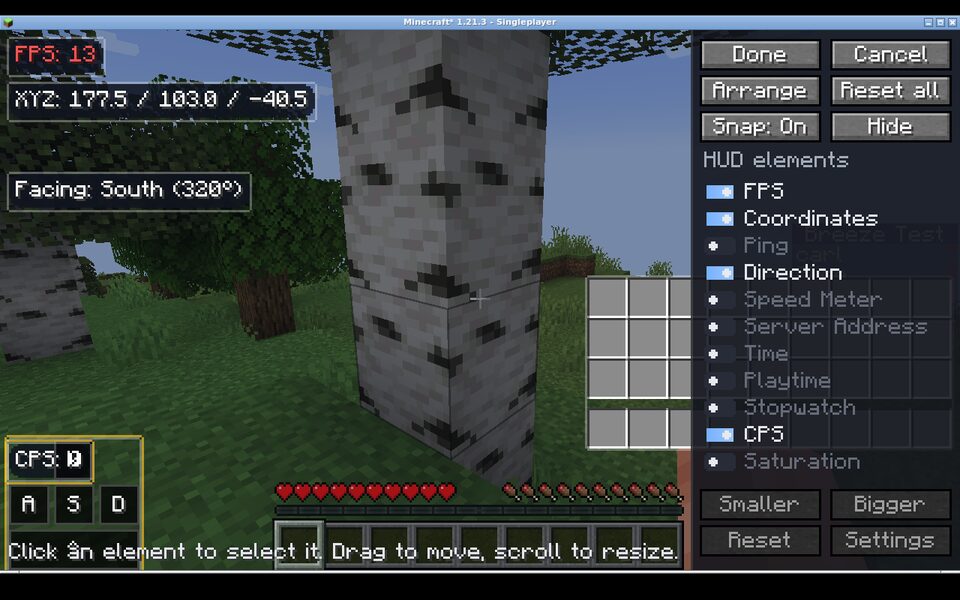 Minecraft* 1.21.3 - Singleplayer
FPS: 13
XYZ: 177.5 / 103.0 / -40.5
Facing: South (320°)
CPS: 0
A S D
Click an element to select it. Drag to move, scroll to resize.
Done Cancel
Arrange Reset all
Snap: On Hide
HUD elements
FPS
Coordinates
Ping
Direction
Speed Meter
Server Address
Time
Playtime
Stopwatch
CPS
Saturation
Breeze Test
Smaller Bigger
Reset Settings